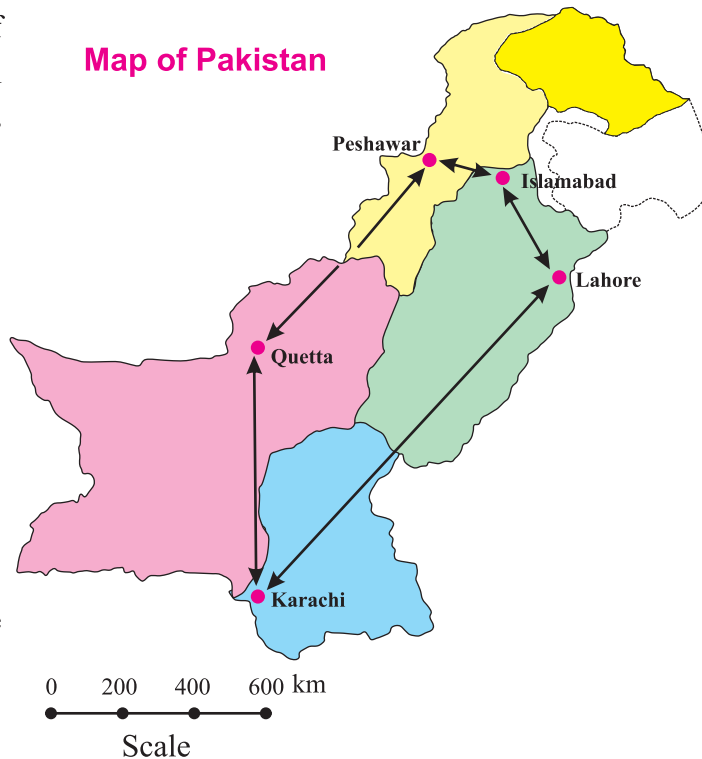 Map of Pakistan
Peshawar
Islamabad
Lahore
Quetta
Karachi
0 200 400 600 km
Scale